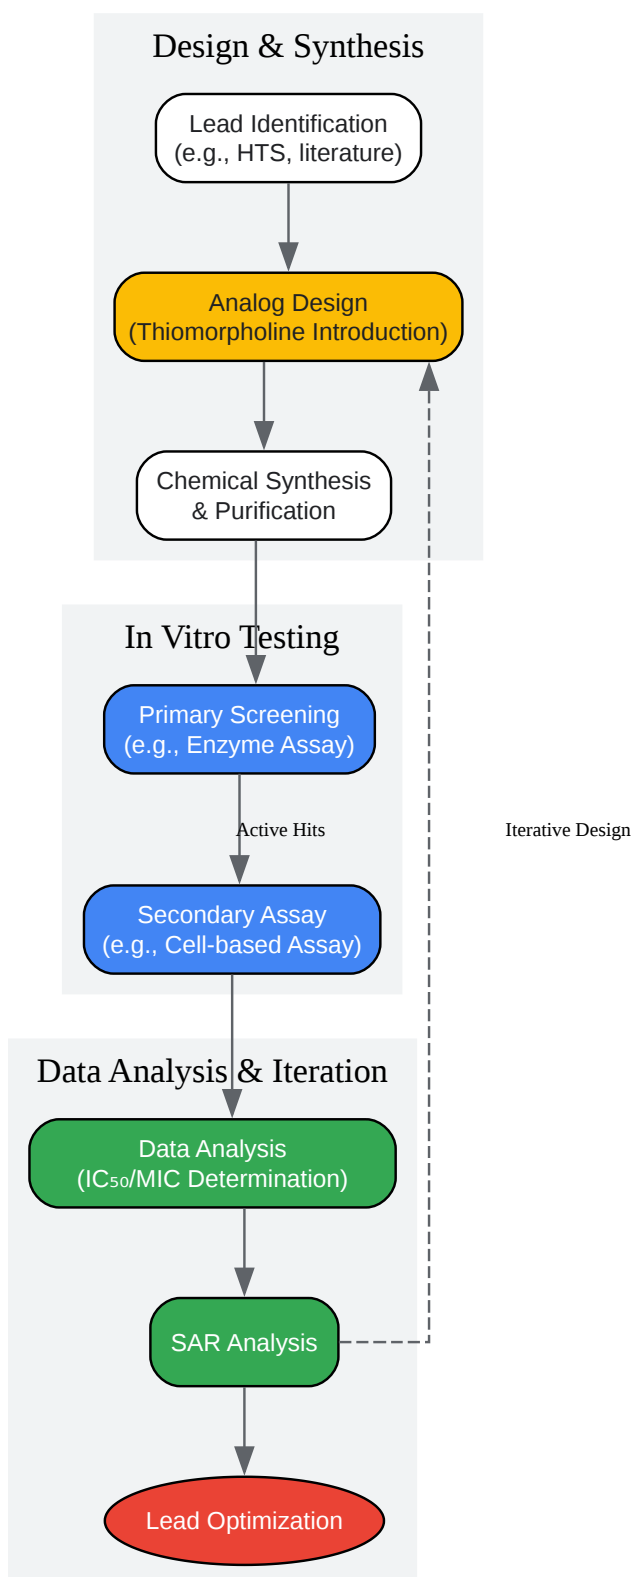 Design & Synthesis
Lead Identification
(e.g., HTS, literature)
Analog Design
(Thiomorpholine Introduction)
Chemical Synthesis
& Purification
In Vitro Testing
Primary Screening
(e.g., Enzyme Assay)
Active Hits
Iterative Design
Secondary Assay
(e.g., Cell-based Assay)
Data Analysis & Iteration
Data Analysis
(IC₅₀/MIC Determination)
SAR Analysis
Lead Optimization